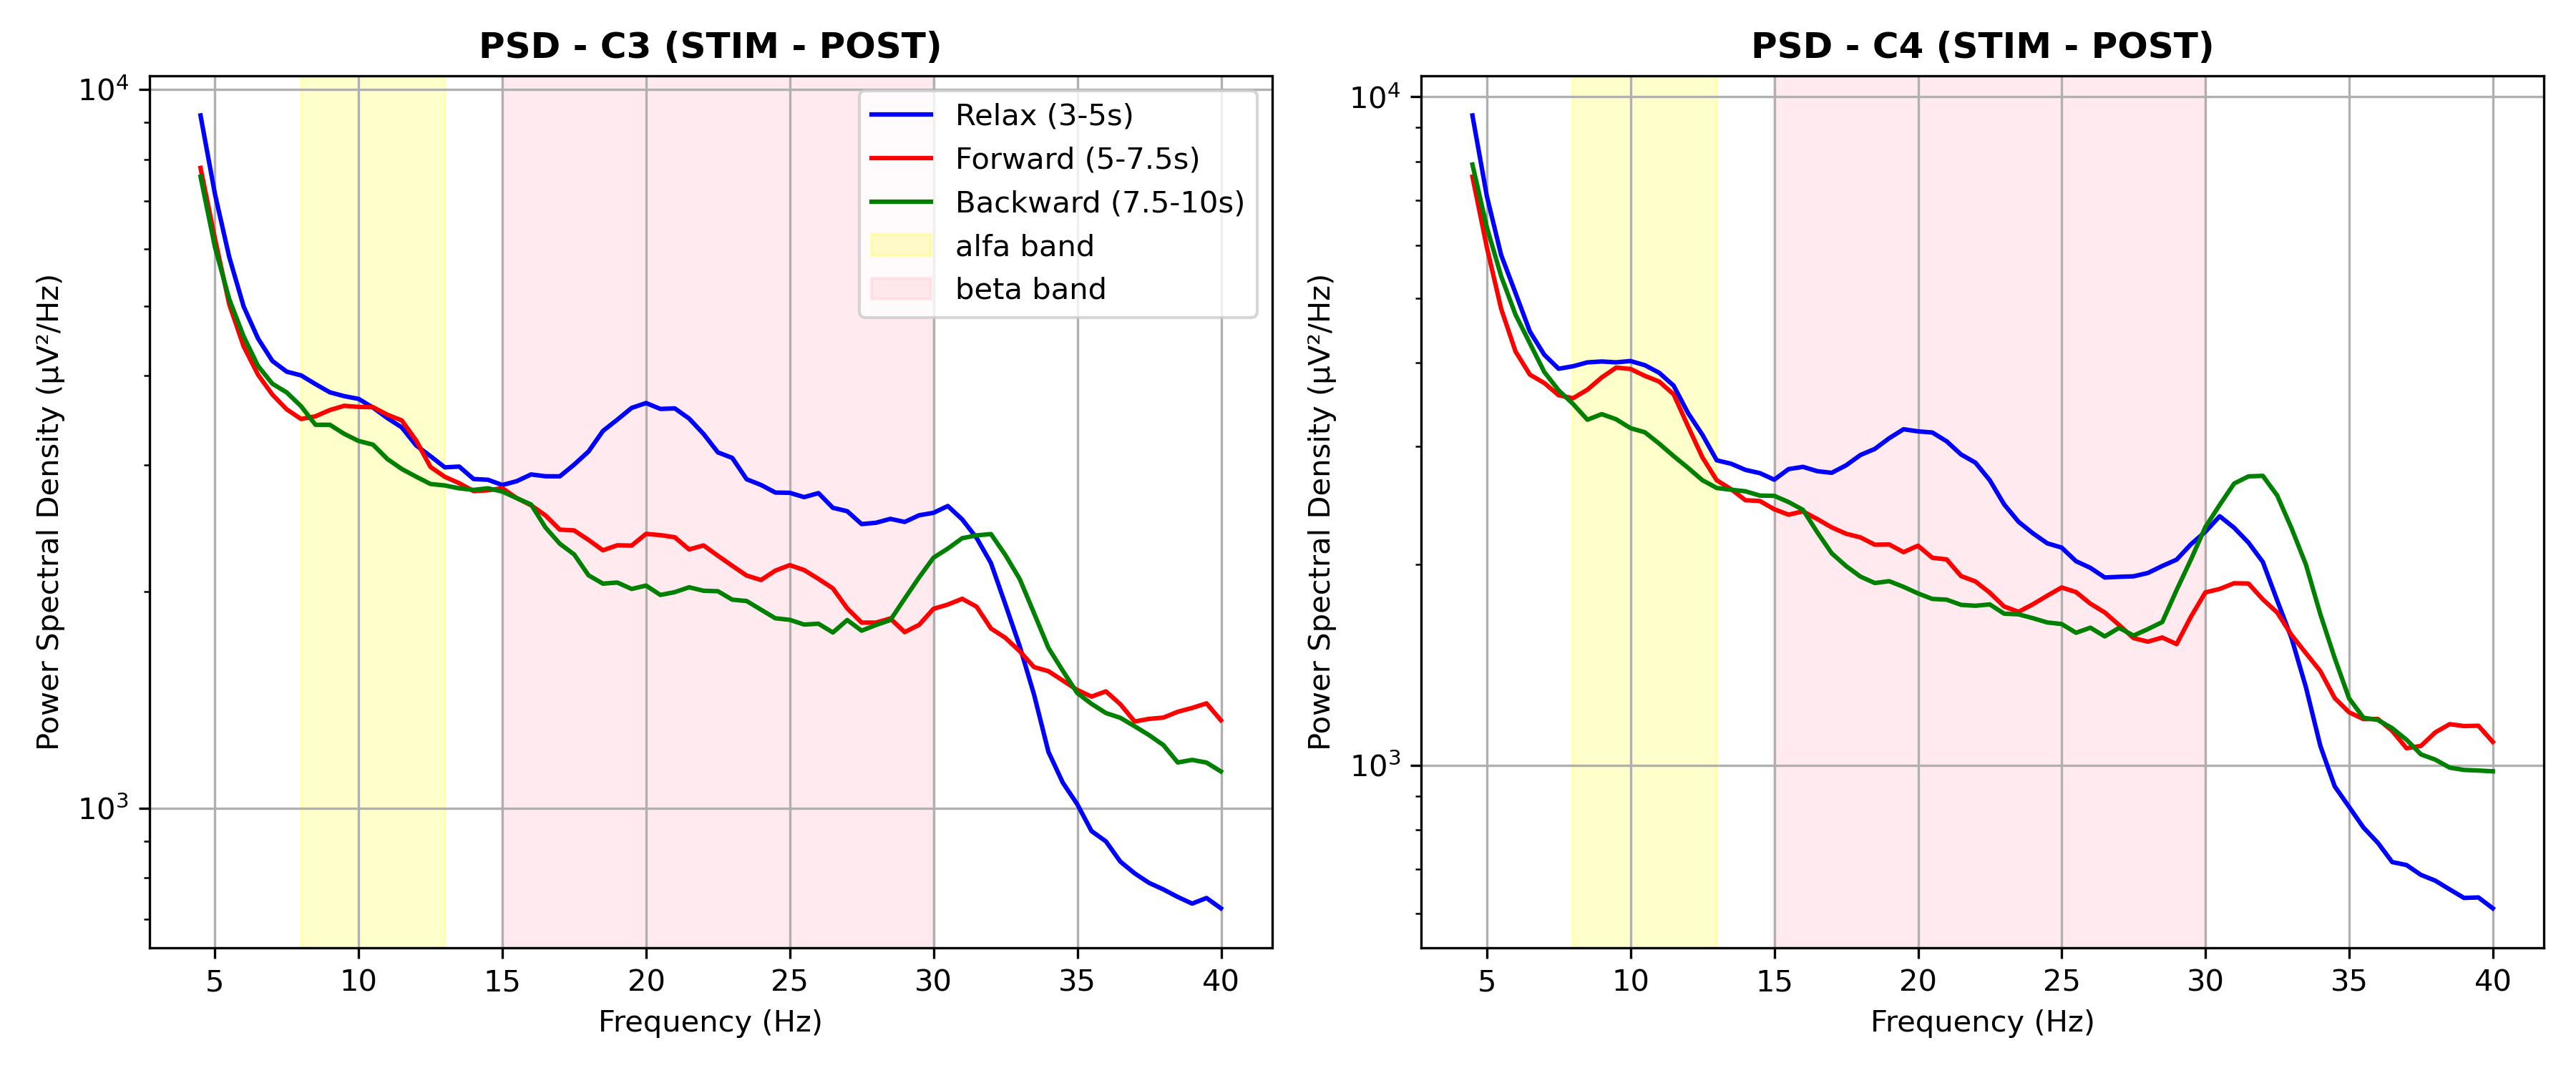 PSD - C3 (STIM - POST)
10⁴
10³
Power Spectral Density (µV²/Hz)
Relax (3-5s)
Forward (5-7.5s)
Backward (7.5-10s)
alfa band
beta band
5 10 15 20 25 30 35 40
Frequency (Hz)
PSD - C4 (STIM - POST)
10⁴
10³
Power Spectral Density (µV²/Hz)
5 10 15 20 25 30 35 40
Frequency (Hz)